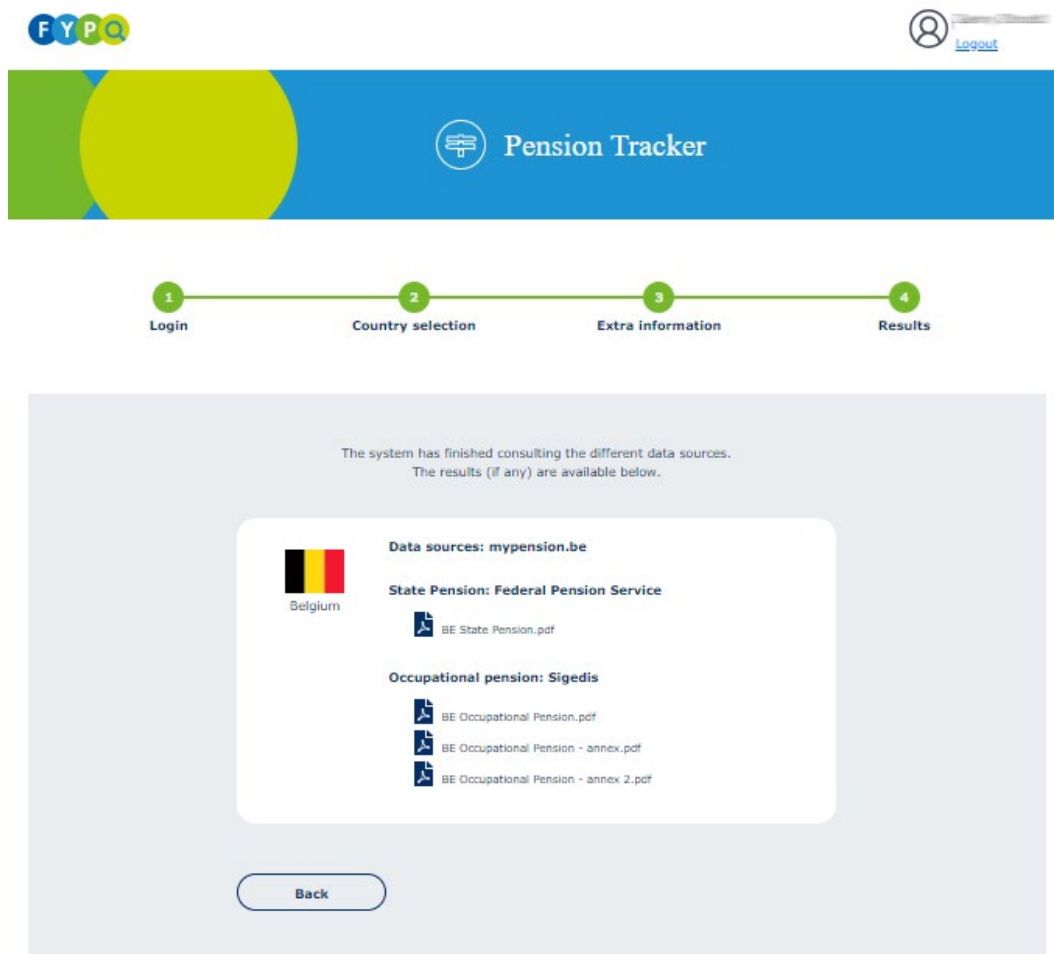 FYP
Logout
Pension Tracker
1
2
3
4
Login
Country selection
Extra information
Results
The system has finished consulting the different data sources.
The results (if any) are available below.
Data sources: mypension.be
Belgium
State Pension: Federal Pension Service
BE State Pension.pdf
Occupational pension: Sigedis
BE Occupational Pension.pdf
BE Occupational Pension - annex.pdf
BE Occupational Pension - annex 2.pdf
Back